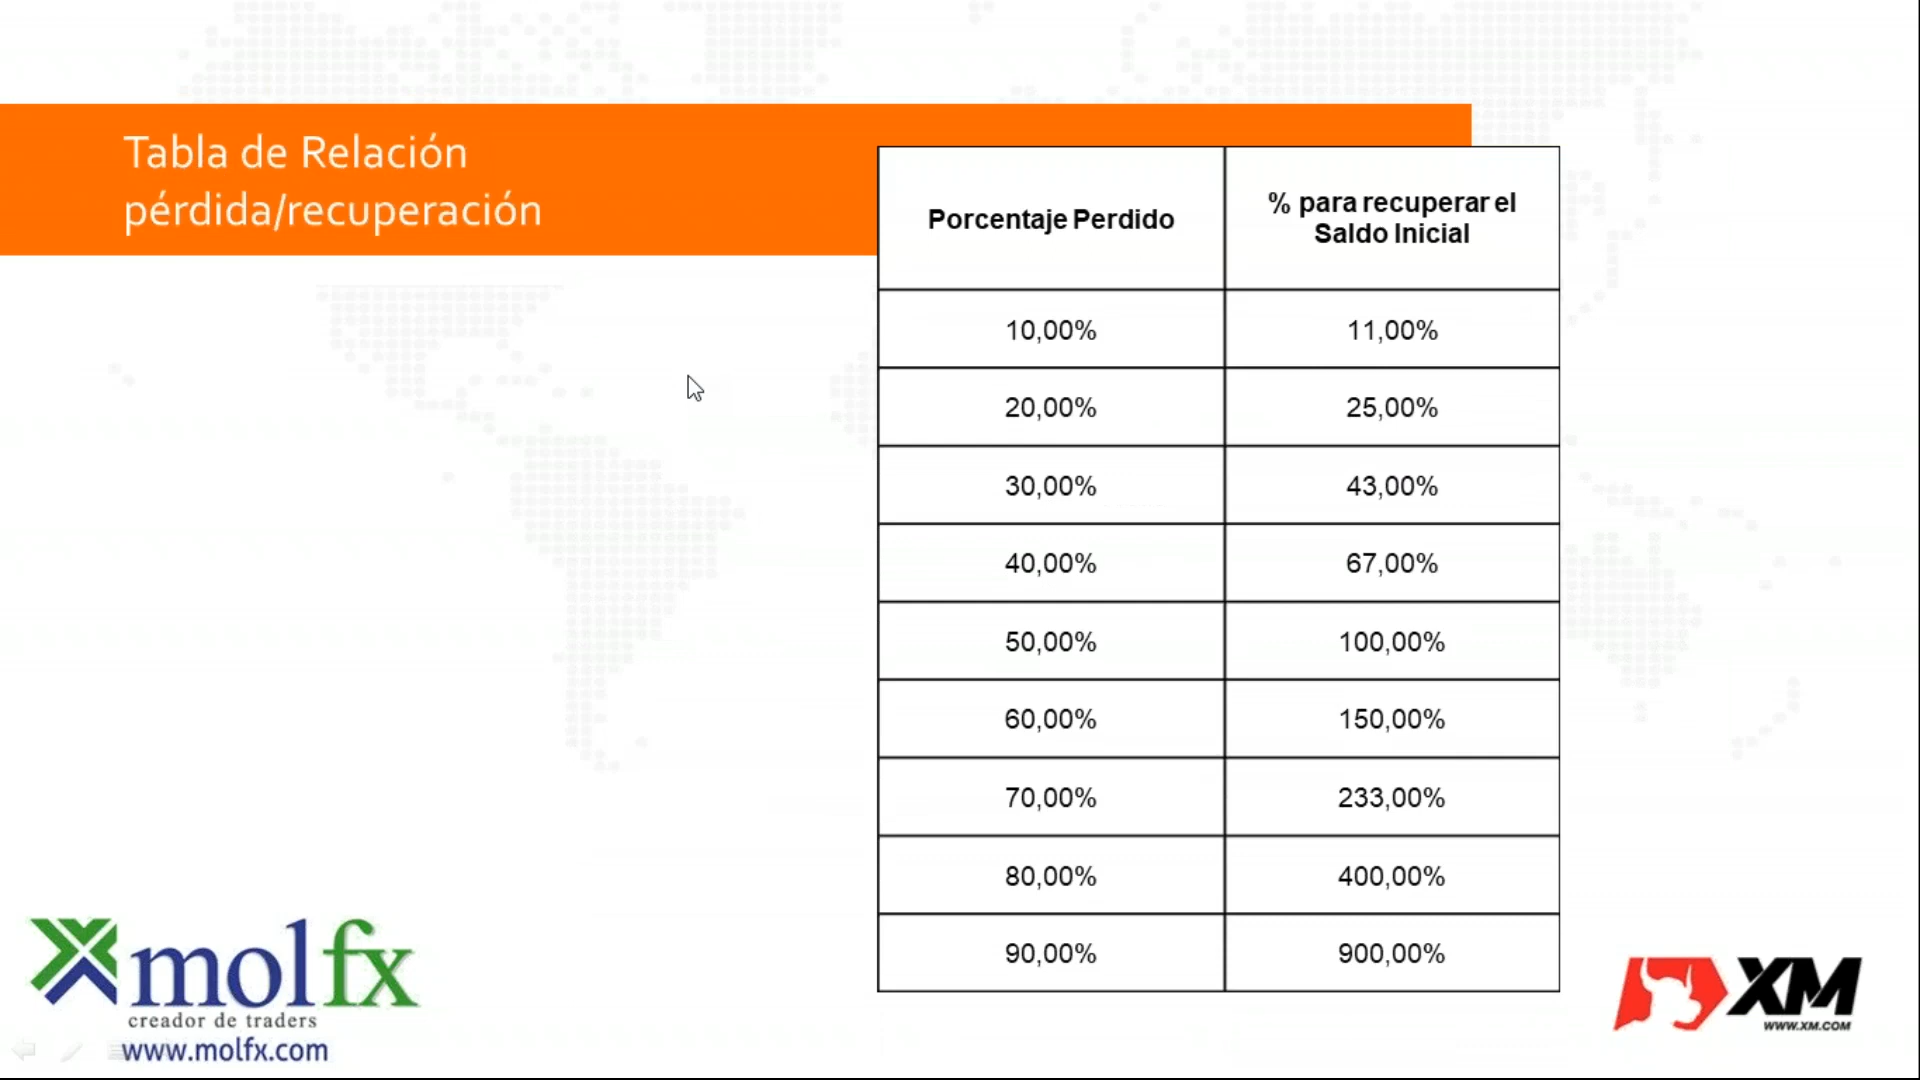 Tabla de Relación
pérdida/recuperación
Porcentaje Perdido
% para recuperar el
Saldo Inicial
10,00% 11,00%
20,00% 25,00%
30,00% 43,00%
40,00% 67,00%
50,00% 100,00%
60,00% 150,00%
70,00% 233,00%
80,00% 400,00%
90,00% 900,00%
molfx
creador de traders
www.molfx.com
XM
WWW.XM.COM